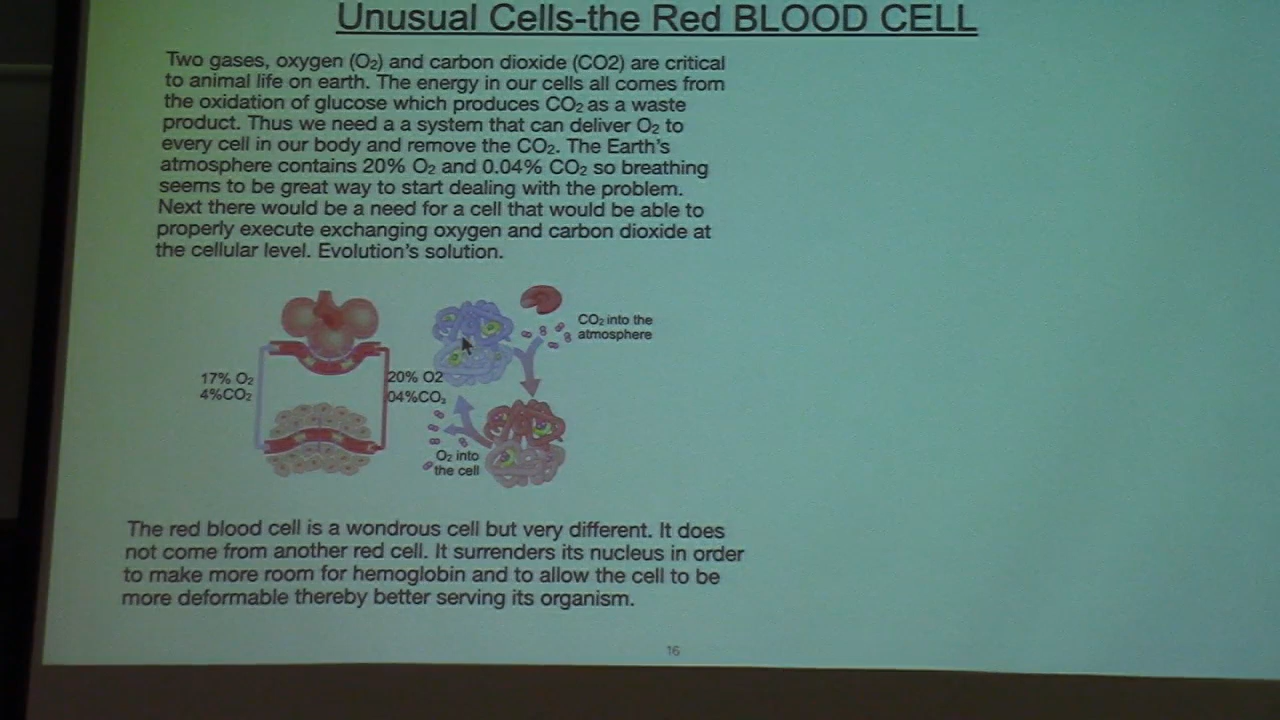 Unusual Cells-the Red BLOOD CELL
Two gases, oxygen (O₂) and carbon dioxide (CO2) are critical
to animal life on earth. The energy in our cells all comes from
the oxidation of glucose which produces CO₂ as a waste
product. Thus we need a a system that can deliver O₂ to
every cell in our body and remove the CO₂. The Earth's
atmosphere contains 20% O₂ and 0.04% CO₂ so breathing
seems to be great way to start dealing with the problem.
Next there would be a need for a cell that would be able to
properly execute exchanging oxygen and carbon dioxide at
the cellular level. Evolution's solution.
CO₂ into the
atmosphere
17% O₂
4%CO₂
20% O2
04%CO₂
O₂ into
the cell
The red blood cell is a wondrous cell but very different. It does
not come from another red cell. It surrenders its nucleus in order
to make more room for hemoglobin and to allow the cell to be
more deformable thereby better serving its organism.
16